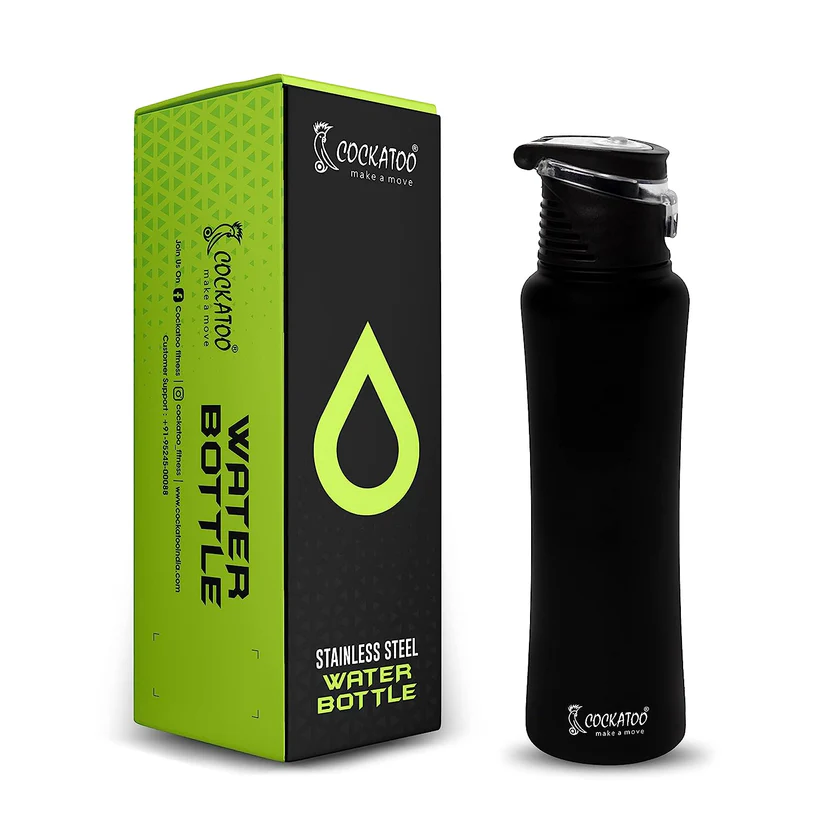 COCKATOO®
make a move
STAINLESS STEEL
WATER
BOTTLE
COCKATOO®
make a move
WATER
BOTTLE
Join Us On: Cockatoo fitness | cockatoo_fitness | www.cockatooindia.com
Customer Support : +91-95245-00088
COCKATOO®
make a move